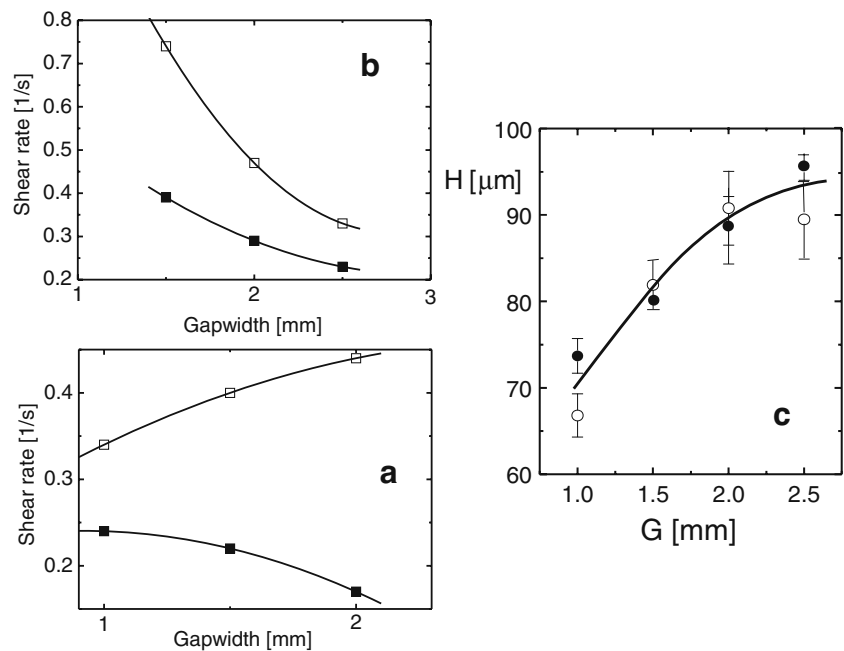 b
Shear rate [1/s]
0.8
0.7
0.6
0.5
0.4
0.3
0.2
1
2
3
Gapwidth [mm]
a
Shear rate [1/s]
0.4
0.3
0.2
1
2
Gapwidth [mm]
H [μm]
100
90
80
70
60
c
1.0
1.5
2.0
2.5
G [mm]